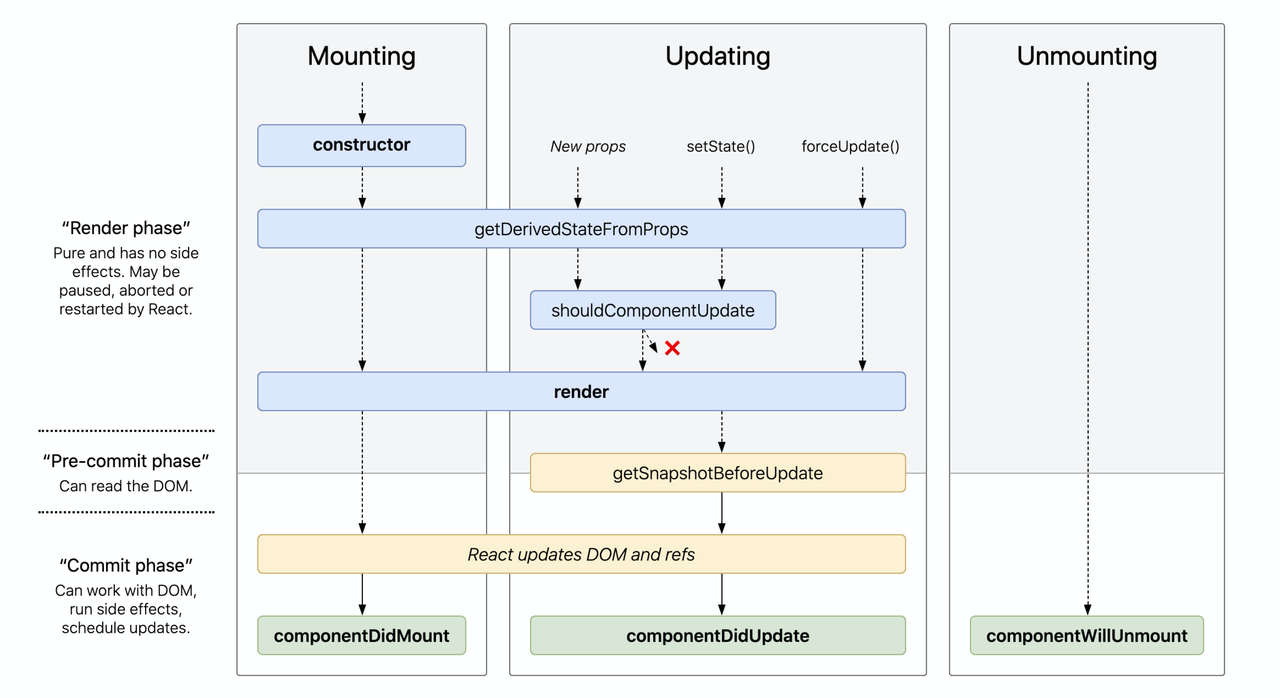 Mounting
Updating
Unmounting
constructor
New props
setState()
forceUpdate()
“Render phase”
Pure and has no side
effects. May be
paused, aborted or
restarted by React.
getDerivedStateFromProps
shouldComponentUpdate
render
“Pre-commit phase”
Can read the DOM.
getSnapshotBeforeUpdate
“Commit phase”
Can work with DOM,
run side effects,
schedule updates.
React updates DOM and refs
componentDidMount
componentDidUpdate
componentWillUnmount